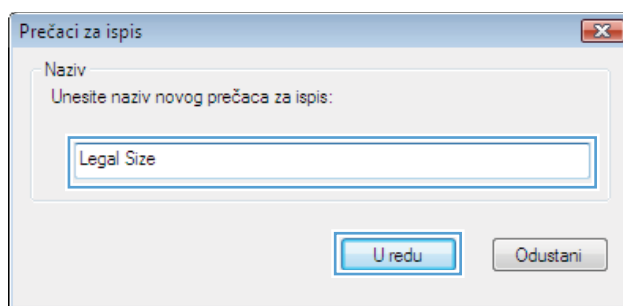 Prečaci za ispis
Naziv
Unesite naziv novog prečaca za ispis:
Legal Size
U redu
Odustani